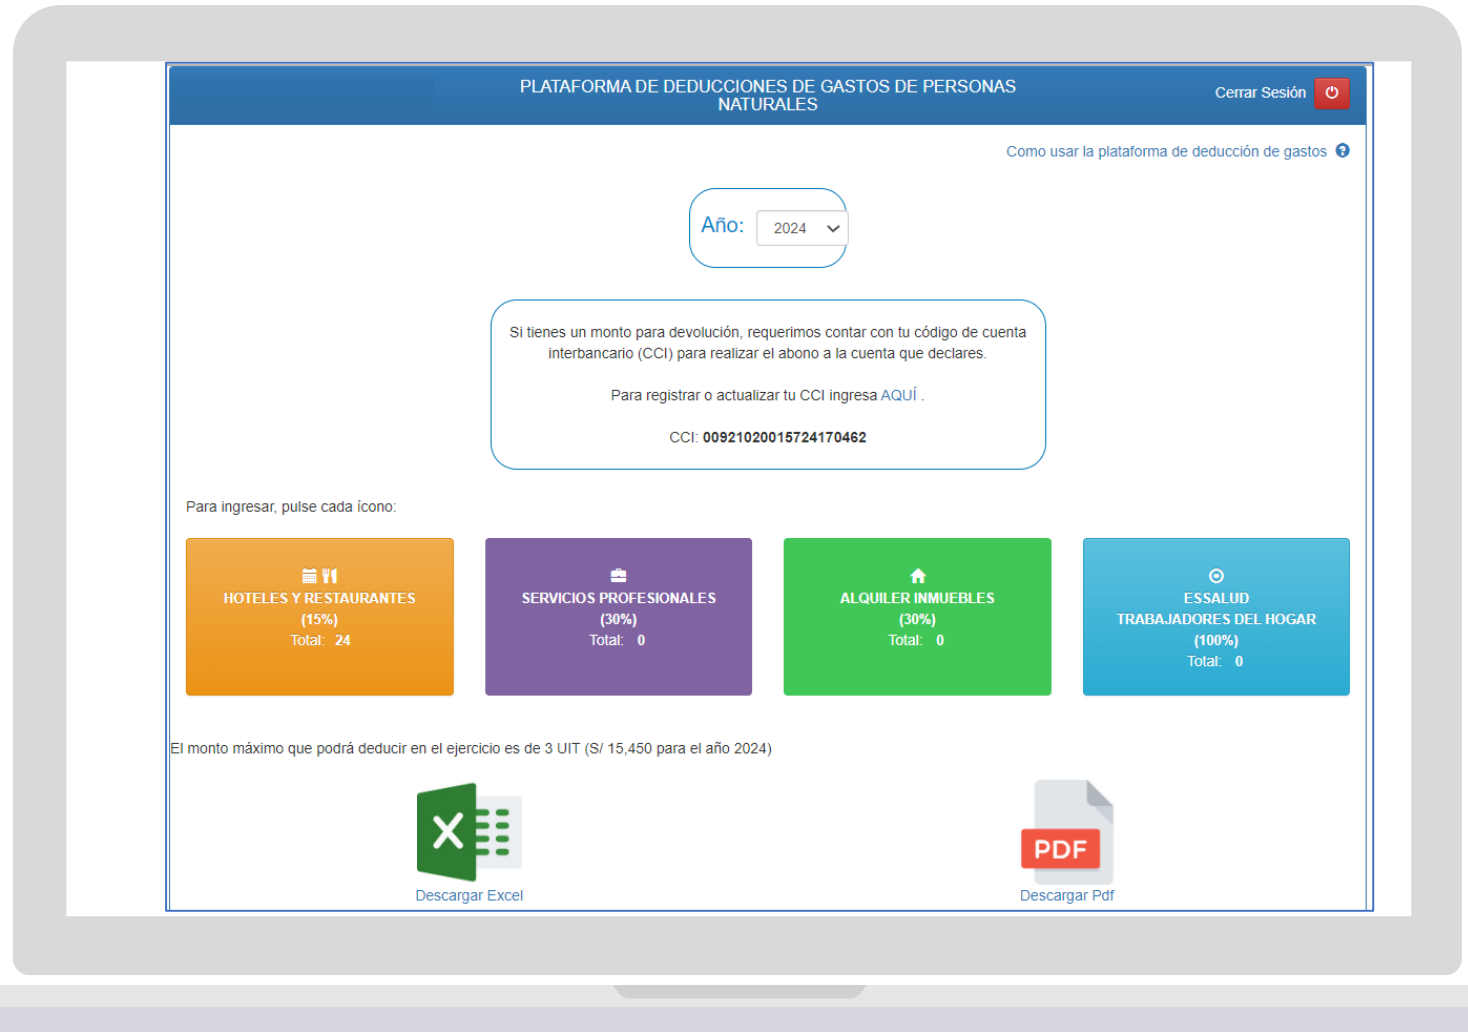 PLATAFORMA DE DEDUCCIONES DE GASTOS DE PERSONAS
NATURALES
Cerrar Sesión
Como usar la plataforma de deducción de gastos
Año:
2024
Si tienes un monto para devolución, requerimos contar con tu código de cuenta
interbancario (CCI) para realizar el abono a la cuenta que declares.
Para registrar o actualizar tu CCI ingresa AQUÍ .
CCI: 00921020015724170462
Para ingresar, pulse cada ícono:
HOTELES Y RESTAURANTES
(15%)
Total: 24
SERVICIOS PROFESIONALES
(30%)
Total: 0
ALQUILER INMUEBLES
(30%)
Total: 0
ESSALUD
TRABAJADORES DEL HOGAR
(100%)
Total: 0
El monto máximo que podrá deducir en el ejercicio es de 3 UIT (S/ 15,450 para el año 2024)
X
Descargar Excel
PDF
Descargar Pdf